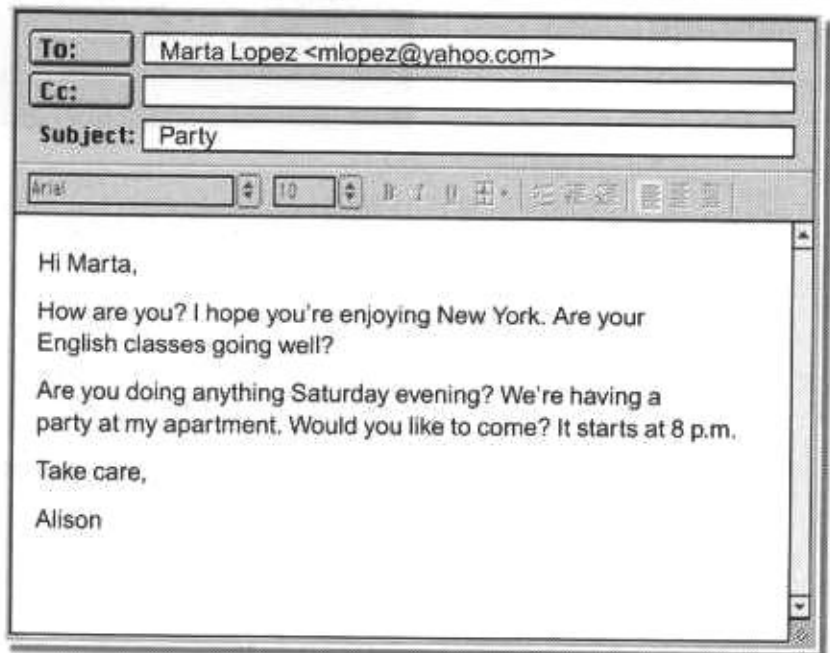 To: Marta Lopez <mlopez@yahoo.com>
Cc:
Subject: Party
Arial 10 B I U
Hi Marta,
How are you? I hope you're enjoying New York. Are your
English classes going well?
Are you doing anything Saturday evening? We're having a
party at my apartment. Would you like to come? It starts at 8 p.m.
Take care,
Alison